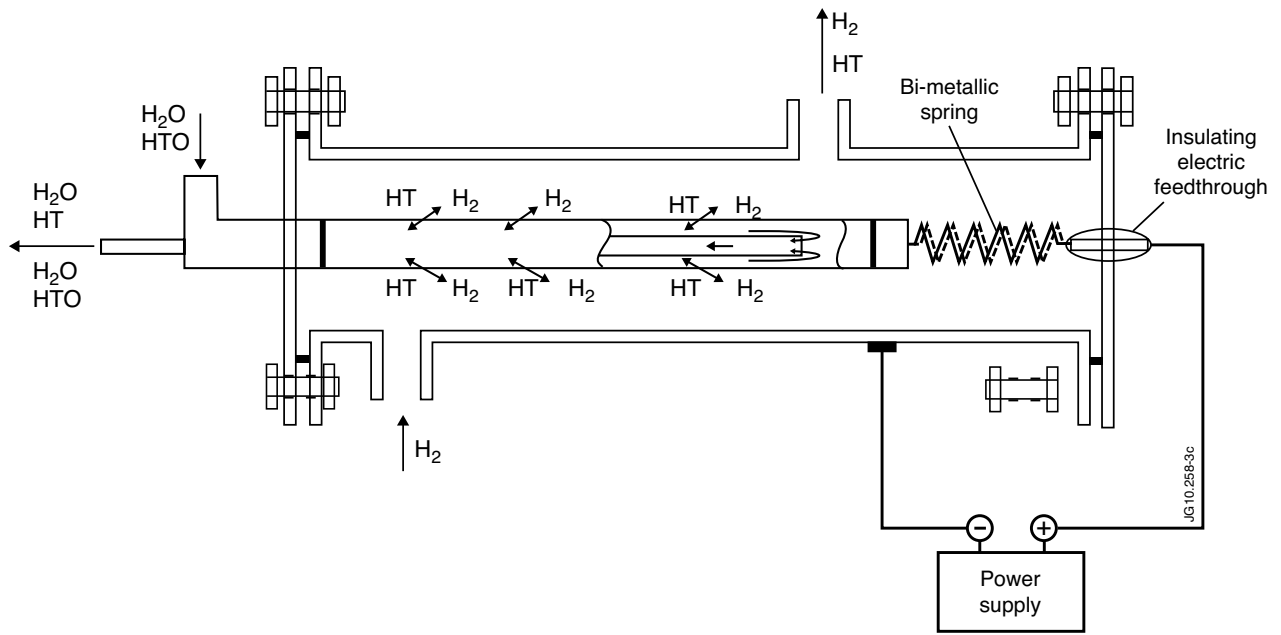 H₂
HT
Bi-metallic
spring
Insulating
electric
feedthrough
H₂O
HTO
H₂O
HT
H₂O
HTO
HT H₂ H₂ HT H₂
HT H₂ HT H₂ HT H₂
H₂
JG10.258-3c
− +
Power
supply